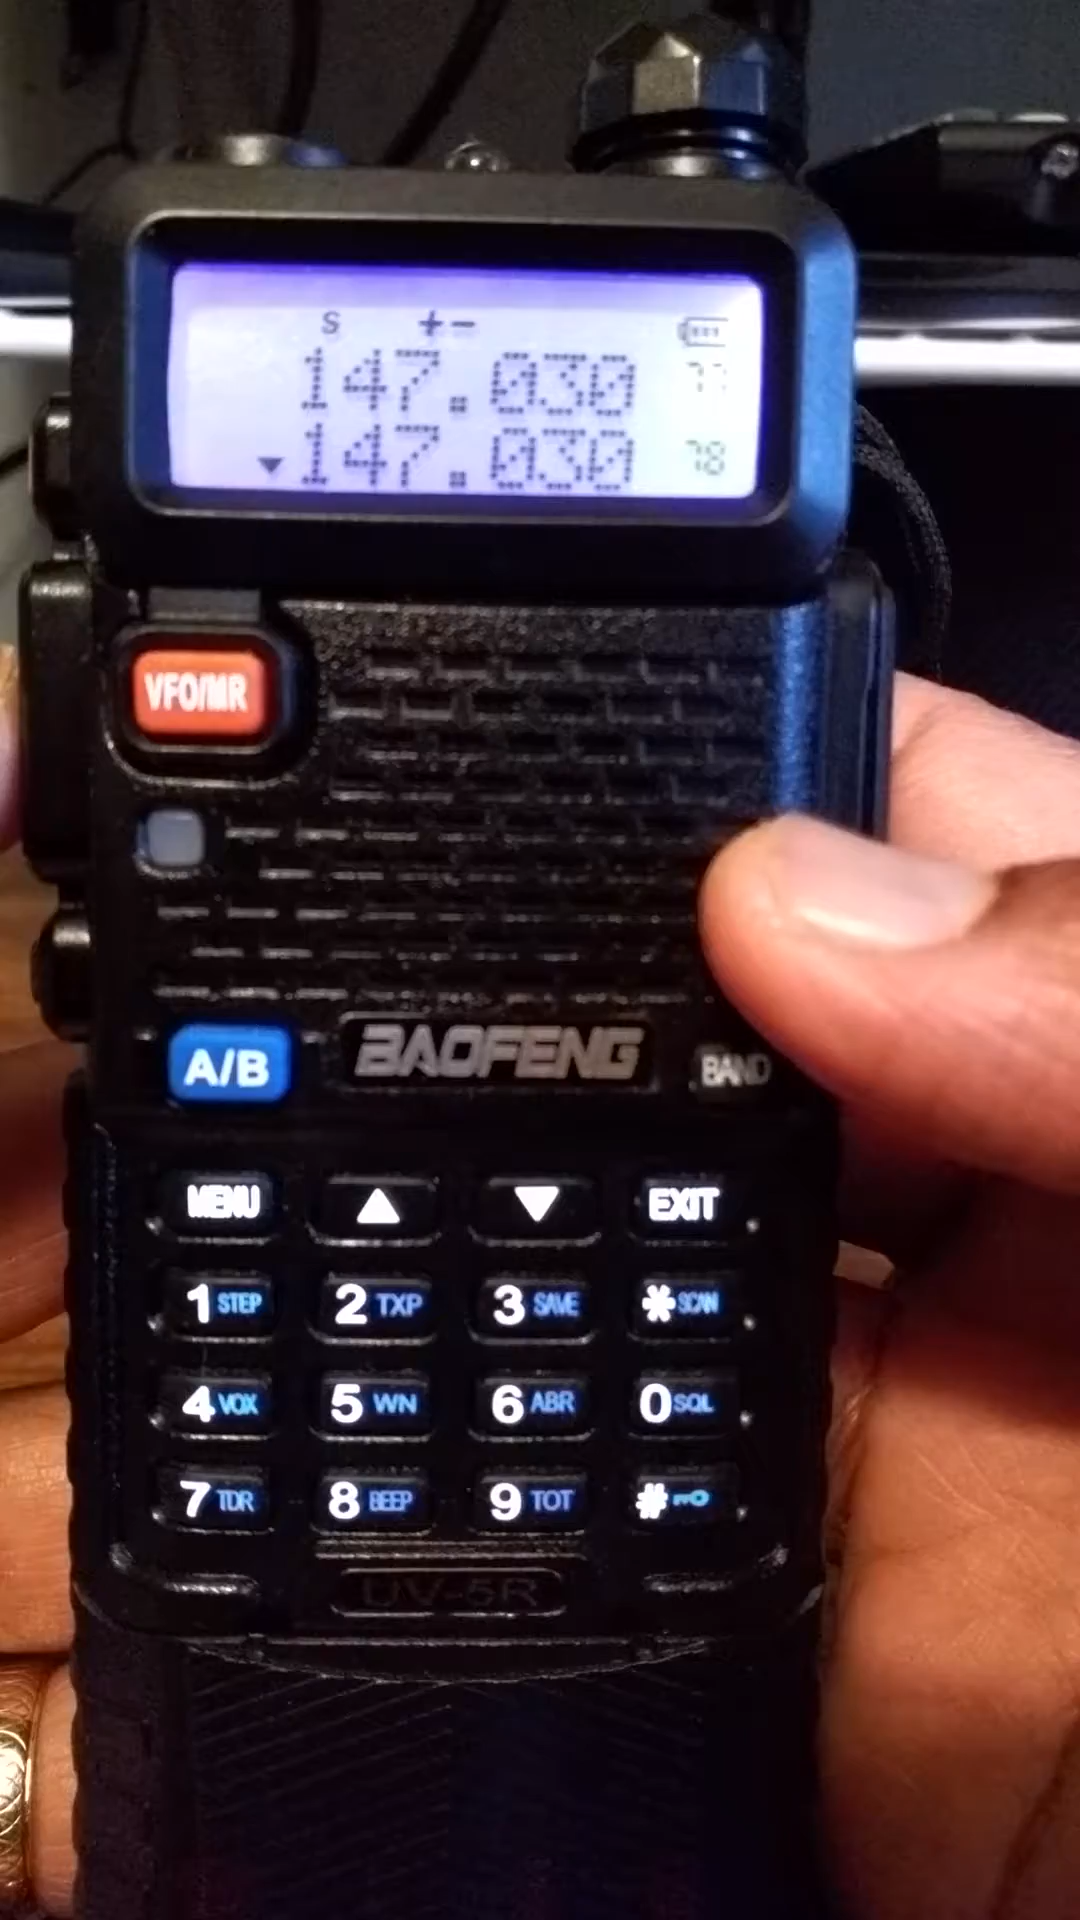 S +-
147.030
147.030 78
VFO/MR
A/B BAOFENG BAND
MENU ▲ ▼ EXIT
1 STEP 2 TXP 3 SAVE * SCAN
4 VOX 5 WN 6 ABR 0 SQL
7 TDR 8 BEEP 9 TOT #
UV-5R